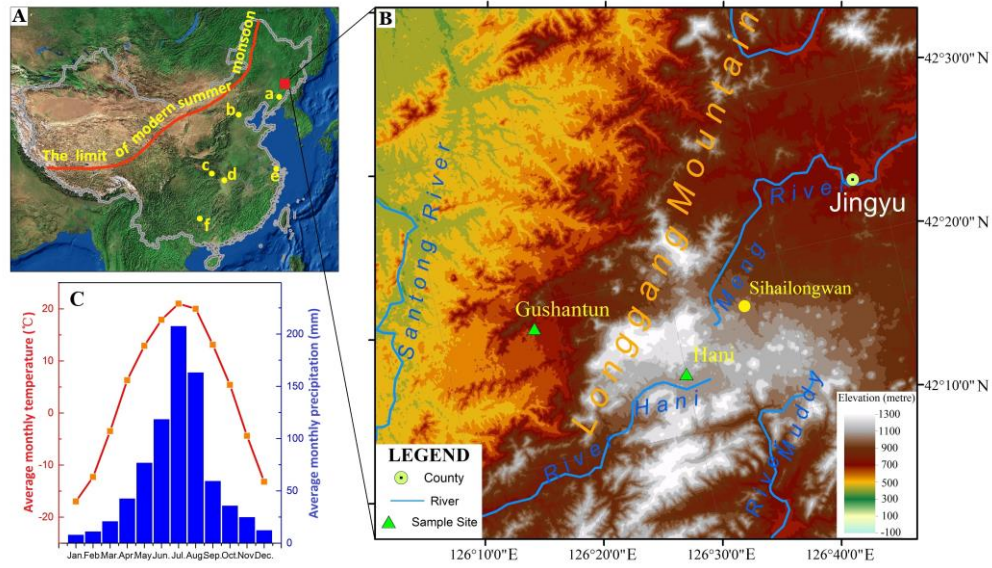 A
The limit of modern summer monsoon
a
b
c
d
e
f
B
Longgang Mountain
Santong River
Gushantun
Hani
Sihailongwan
Jingyu
Meng River
Hani River
Muddy River
42°30'0"N
42°20'0"N
42°10'0"N
126°10'0"E
126°20'0"E
126°30'0"E
126°40'0"E
LEGEND
County
River
Sample Site
Elevation (metre)
1300
1100
900
700
500
300
100
-100
C
Average monthly temperature (℃)
20
10
0
-10
-20
Average monthly precipitation (mm)
200
150
100
50
0
Jan. Feb. Mar. Apr. May. Jun. Jul. Aug. Sep. Oct. Nov. Dec.